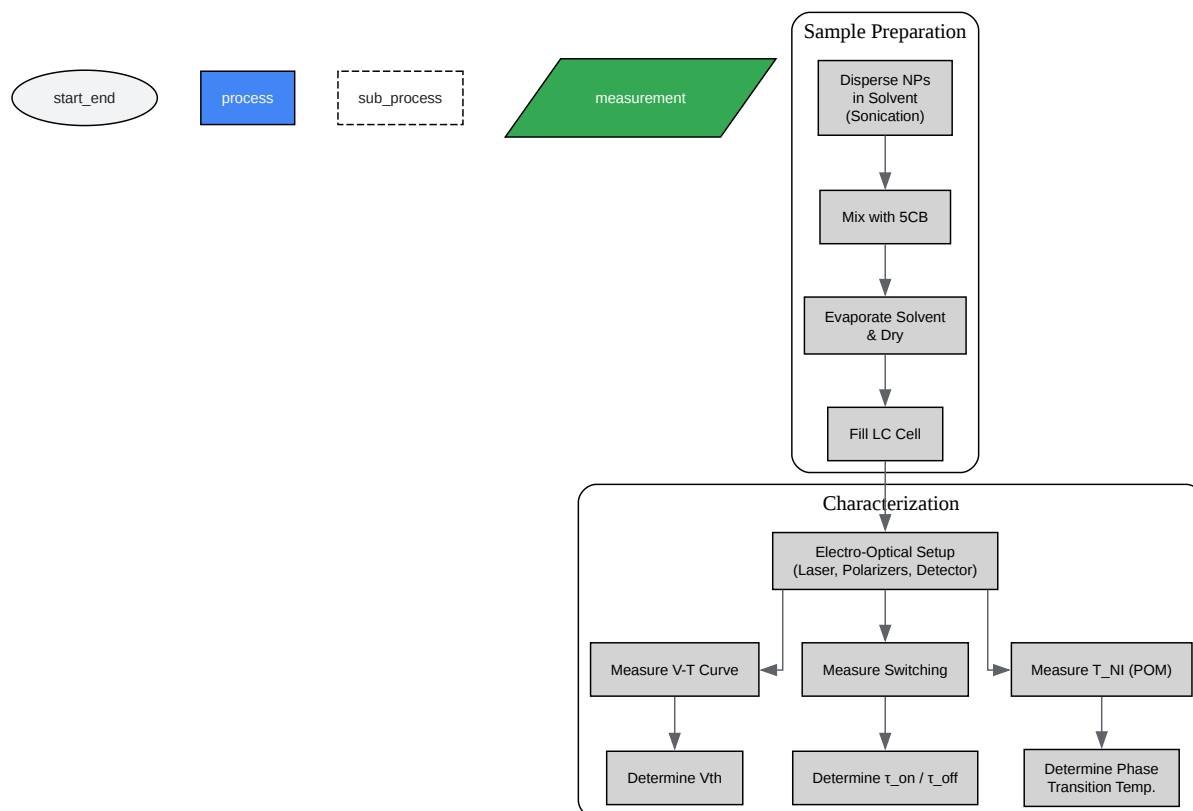 Sample Preparation
start_end
process
sub_process
measurement
Disperse NPs
in Solvent
(Sonication)
Mix with 5CB
Evaporate Solvent
& Dry
Fill LC Cell
Characterization
Electro-Optical Setup
(Laser, Polarizers, Detector)
Measure V-T Curve
Measure Switching
Measure T_NI (POM)
Determine Vth
Determine τ_on / τ_off
Determine Phase
Transition Temp.